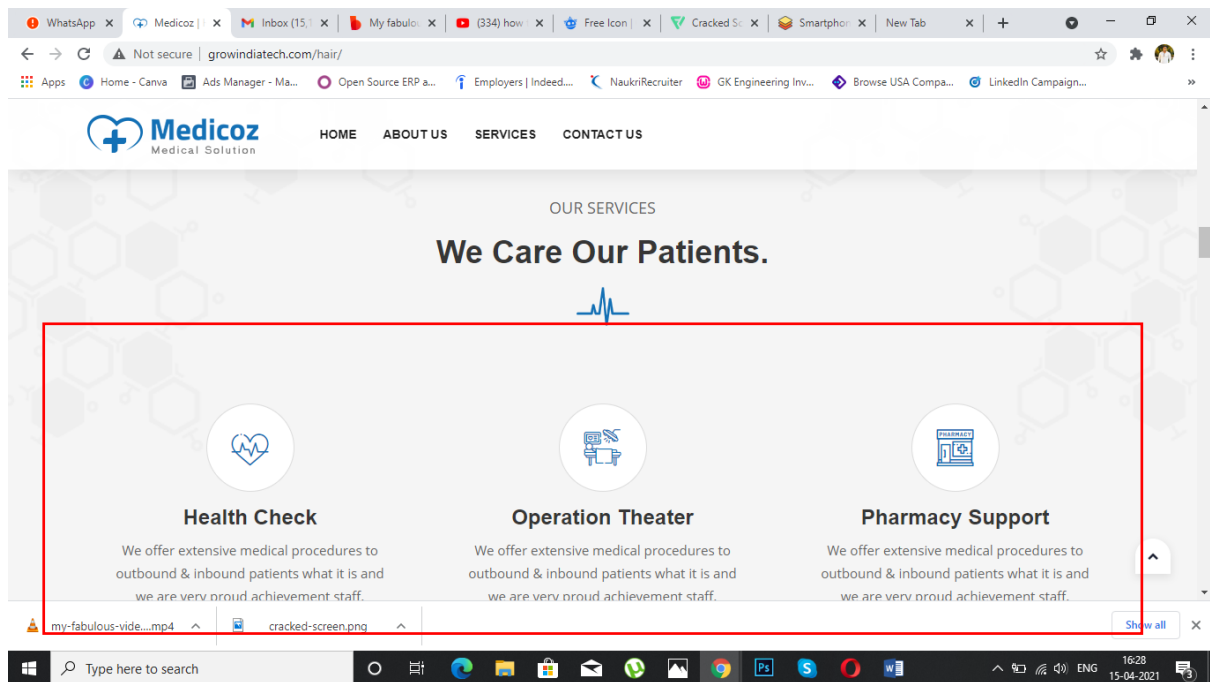 WhatsApp
Medicoz |
Inbox (15,1
My fabulou
(334) how
Free Icon |
Cracked Sc
Smartphon
New Tab
Not secure | growindiatech.com/hair/
Apps
Home - Canva
Ads Manager - Ma...
Open Source ERP a...
Employers | Indeed....
NaukriRecruiter
GK Engineering Inv...
Browse USA Compa...
LinkedIn Campaign...
»
Medicoz
Medical Solution
HOME
ABOUT US
SERVICES
CONTACT US
OUR SERVICES
We Care Our Patients.
PHARMACY
Health Check
We offer extensive medical procedures to
outbound & inbound patients what it is and
we are very proud achievement staff.
Operation Theater
We offer extensive medical procedures to
outbound & inbound patients what it is and
we are very proud achievement staff.
Pharmacy Support
We offer extensive medical procedures to
outbound & inbound patients what it is and
we are very proud achievement staff.
my-fabulous-vide....mp4
cracked-screen.png
Show all
Type here to search
Ps
ENG
16:28
15-04-2021
3